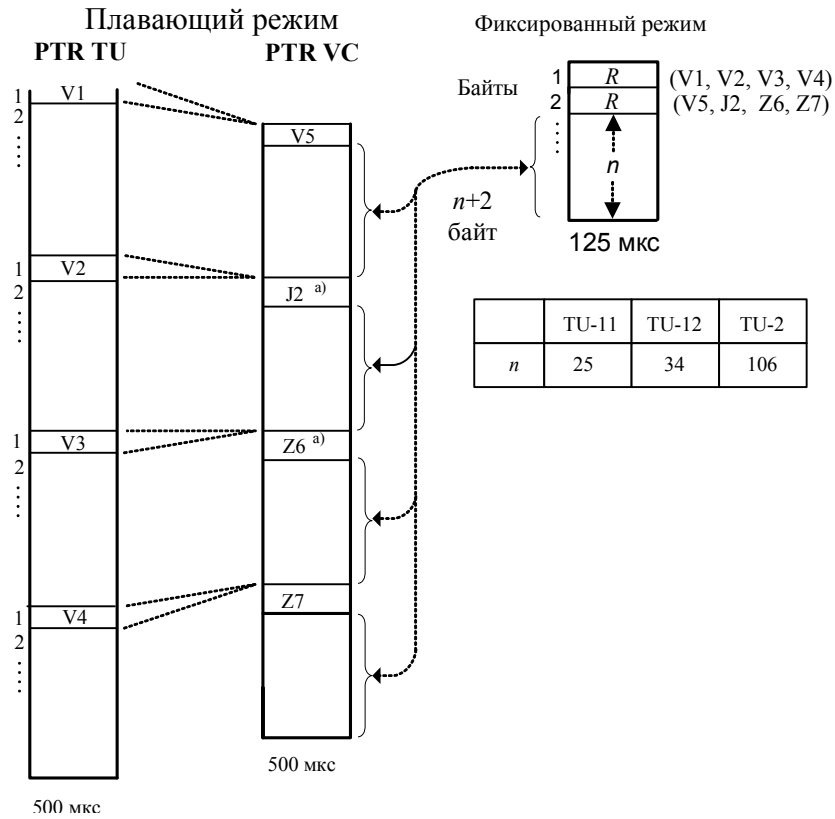 Плавающий режим
Фиксированный режим
PTR TU
PTR VC
Байты
1 R (V1, V2, V3, V4)
2 R (V5, J2, Z6, Z7)
n
125 мкс
n+2
байт
1 V1
2
V5
1 V2
2
J2 a)
1 V3
2
Z6 a)
1 V4
2
Z7
500 мкс
500 мкс
TU-11 TU-12 TU-2
n 25 34 106